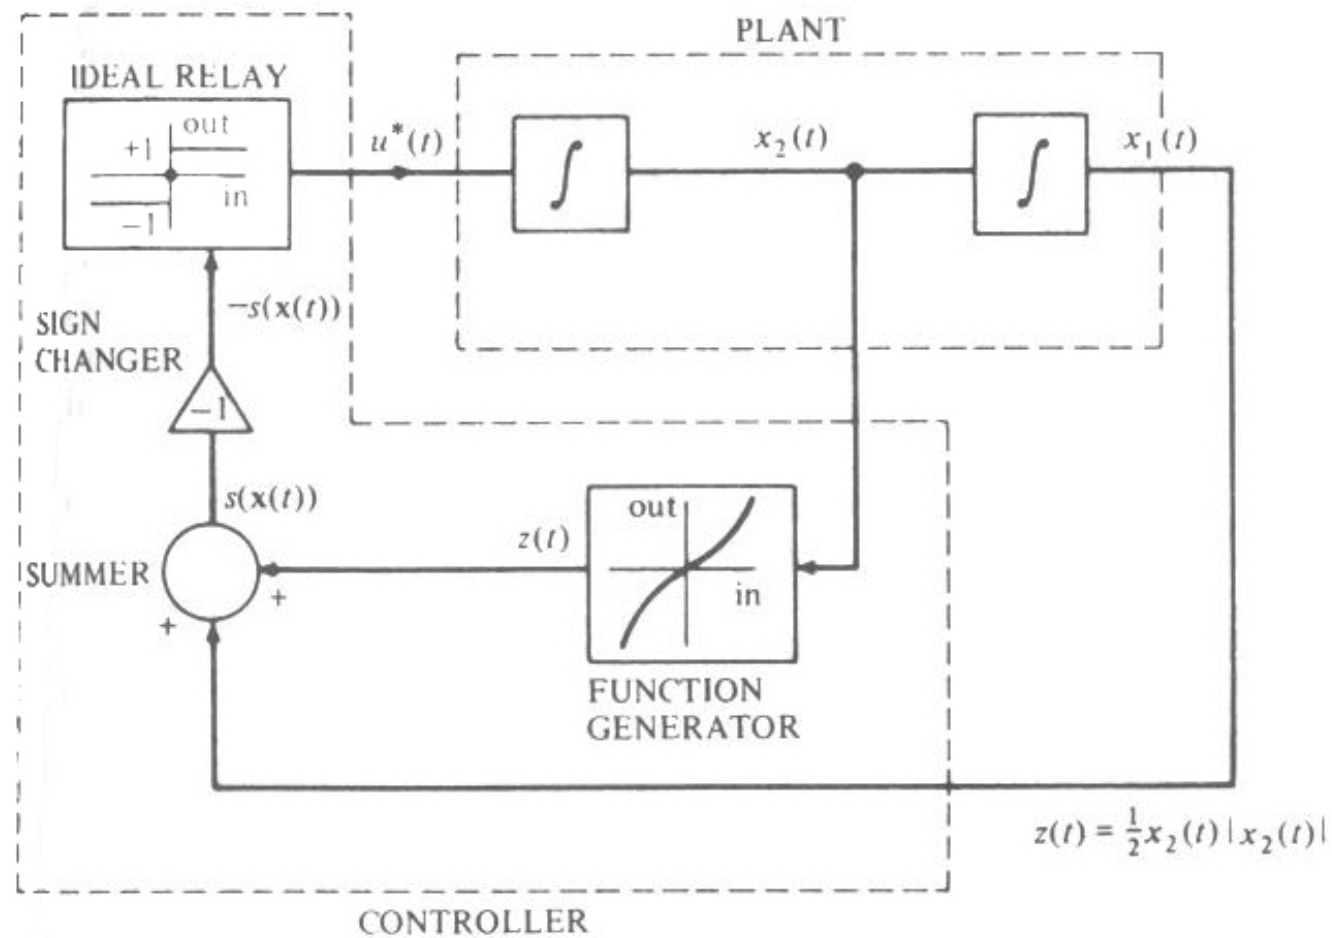 PLANT
IDEAL RELAY
out
+1
in
−1
u*(t)
∫
x₂(t)
∫
x₁(t)
−s(x(t))
SIGN
CHANGER
−1
s(x(t))
SUMMER
+
+
z(t)
out
in
FUNCTION
GENERATOR
z(t) = ½x₂(t)|x₂(t)|
CONTROLLER